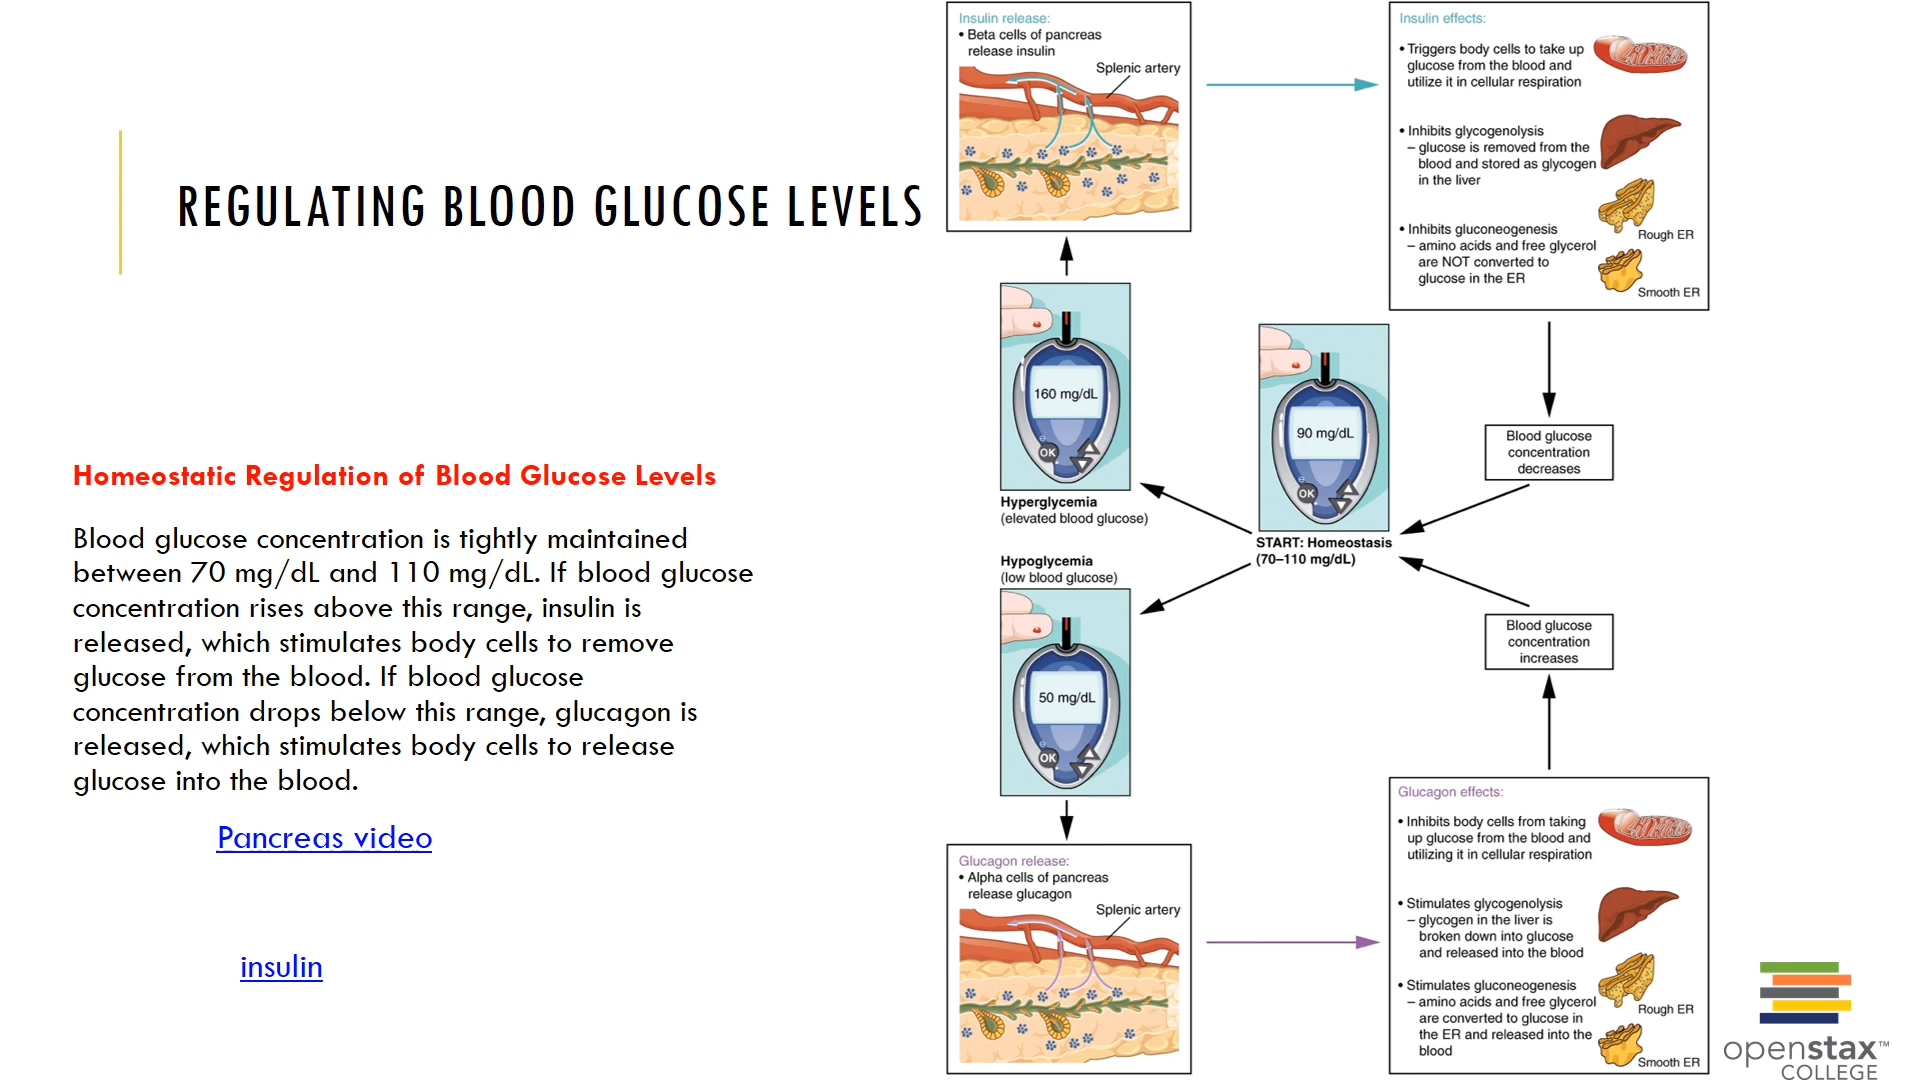 REGULATING BLOOD GLUCOSE LEVELS
Homeostatic Regulation of Blood Glucose Levels
Blood glucose concentration is tightly maintained
between 70 mg/dL and 110 mg/dL. If blood glucose
concentration rises above this range, insulin is
released, which stimulates body cells to remove
glucose from the blood. If blood glucose
concentration drops below this range, glucagon is
released, which stimulates body cells to release
glucose into the blood.
Pancreas video
insulin
Insulin release:
• Beta cells of pancreas
release insulin
Splenic artery
Insulin effects:
• Triggers body cells to take up
glucose from the blood and
utilize it in cellular respiration
• Inhibits glycogenolysis
– glucose is removed from the
blood and stored as glycogen
in the liver
• Inhibits gluconeogenesis
– amino acids and free glycerol
are NOT converted to
glucose in the ER
Rough ER
Smooth ER
160 mg/dL
OK
Hyperglycemia
(elevated blood glucose)
90 mg/dL
OK
START: Homeostasis
(70–110 mg/dL)
Blood glucose
concentration
decreases
Hypoglycemia
(low blood glucose)
50 mg/dL
OK
Blood glucose
concentration
increases
Glucagon release:
• Alpha cells of pancreas
release glucagon
Splenic artery
Glucagon effects:
• Inhibits body cells from taking
up glucose from the blood and
utilizing it in cellular respiration
• Stimulates glycogenolysis
– glycogen in the liver is
broken down into glucose
and released into the blood
• Stimulates gluconeogenesis
– amino acids and free glycerol
are converted to glucose in
the ER and released into the
blood
Rough ER
Smooth ER
openstax™
COLLEGE